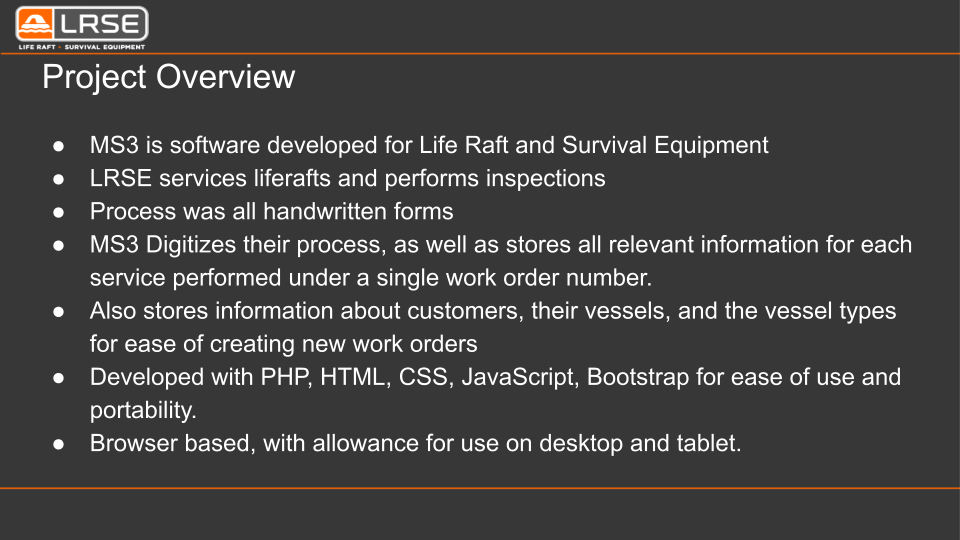 LRSE
LIFE RAFT - SURVIVAL EQUIPMENT
Project Overview
● MS3 is software developed for Life Raft and Survival Equipment
● LRSE services liferafts and performs inspections
● Process was all handwritten forms
● MS3 Digitizes their process, as well as stores all relevant information for each
service performed under a single work order number.
● Also stores information about customers, their vessels, and the vessel types
for ease of creating new work orders
● Developed with PHP, HTML, CSS, JavaScript, Bootstrap for ease of use and
portability.
● Browser based, with allowance for use on desktop and tablet.